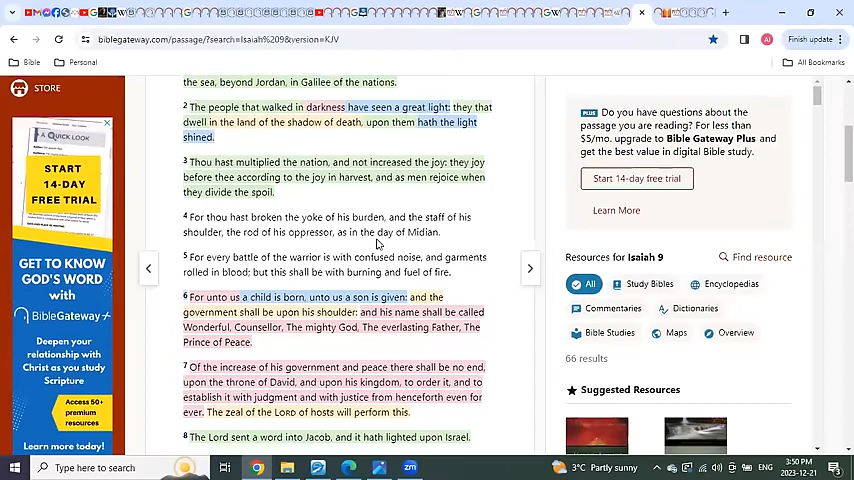 biblegateway.com/passage/?search=Isaiah%209&version=KJV
Finish update
Bible
Personal
All Bookmarks
STORE
A QUICK LOOK
START
14-DAY
FREE TRIAL
GET TO KNOW
GOD'S WORD
with
BIBLEGATEWAY+
Deepen your
relationship with
Christ as you study
Scripture
Access 50+
premium
resources
Learn more today!
the sea, beyond Jordan, in Galilee of the nations.
2 The people that walked in darkness have seen a great light: they that
dwell in the land of the shadow of death, upon them hath the light
shined.
3 Thou hast multiplied the nation, and not increased the joy: they joy
before thee according to the joy in harvest, and as men rejoice when
they divide the spoil.
4 For thou hast broken the yoke of his burden, and the staff of his
shoulder, the rod of his oppressor, as in the day of Midian.
5 For every battle of the warrior is with confused noise, and garments
rolled in blood; but this shall be with burning and fuel of fire.
6 For unto us a child is born, unto us a son is given: and the
government shall be upon his shoulder: and his name shall be called
Wonderful, Counsellor, The mighty God, The everlasting Father, The
Prince of Peace.
7 Of the increase of his government and peace there shall be no end,
upon the throne of David, and upon his kingdom, to order it, and to
establish it with judgment and with justice from henceforth even for
ever. The zeal of the LORD of hosts will perform this.
8 The Lord sent a word into Jacob, and it hath lighted upon Israel.
PLUS Do you have questions about the
passage you are reading? For less than
$5/mo. upgrade to Bible Gateway Plus and
get the best value in digital Bible study.
Start 14-day free trial
Learn More
Resources for Isaiah 9
Find resource
All
Study Bibles
Encyclopedias
Commentaries
Dictionaries
Bible Studies
Maps
Overview
66 results
Suggested Resources
Type here to search
zm
3°C Partly sunny
ENG
3:50 PM
2023-12-21
3